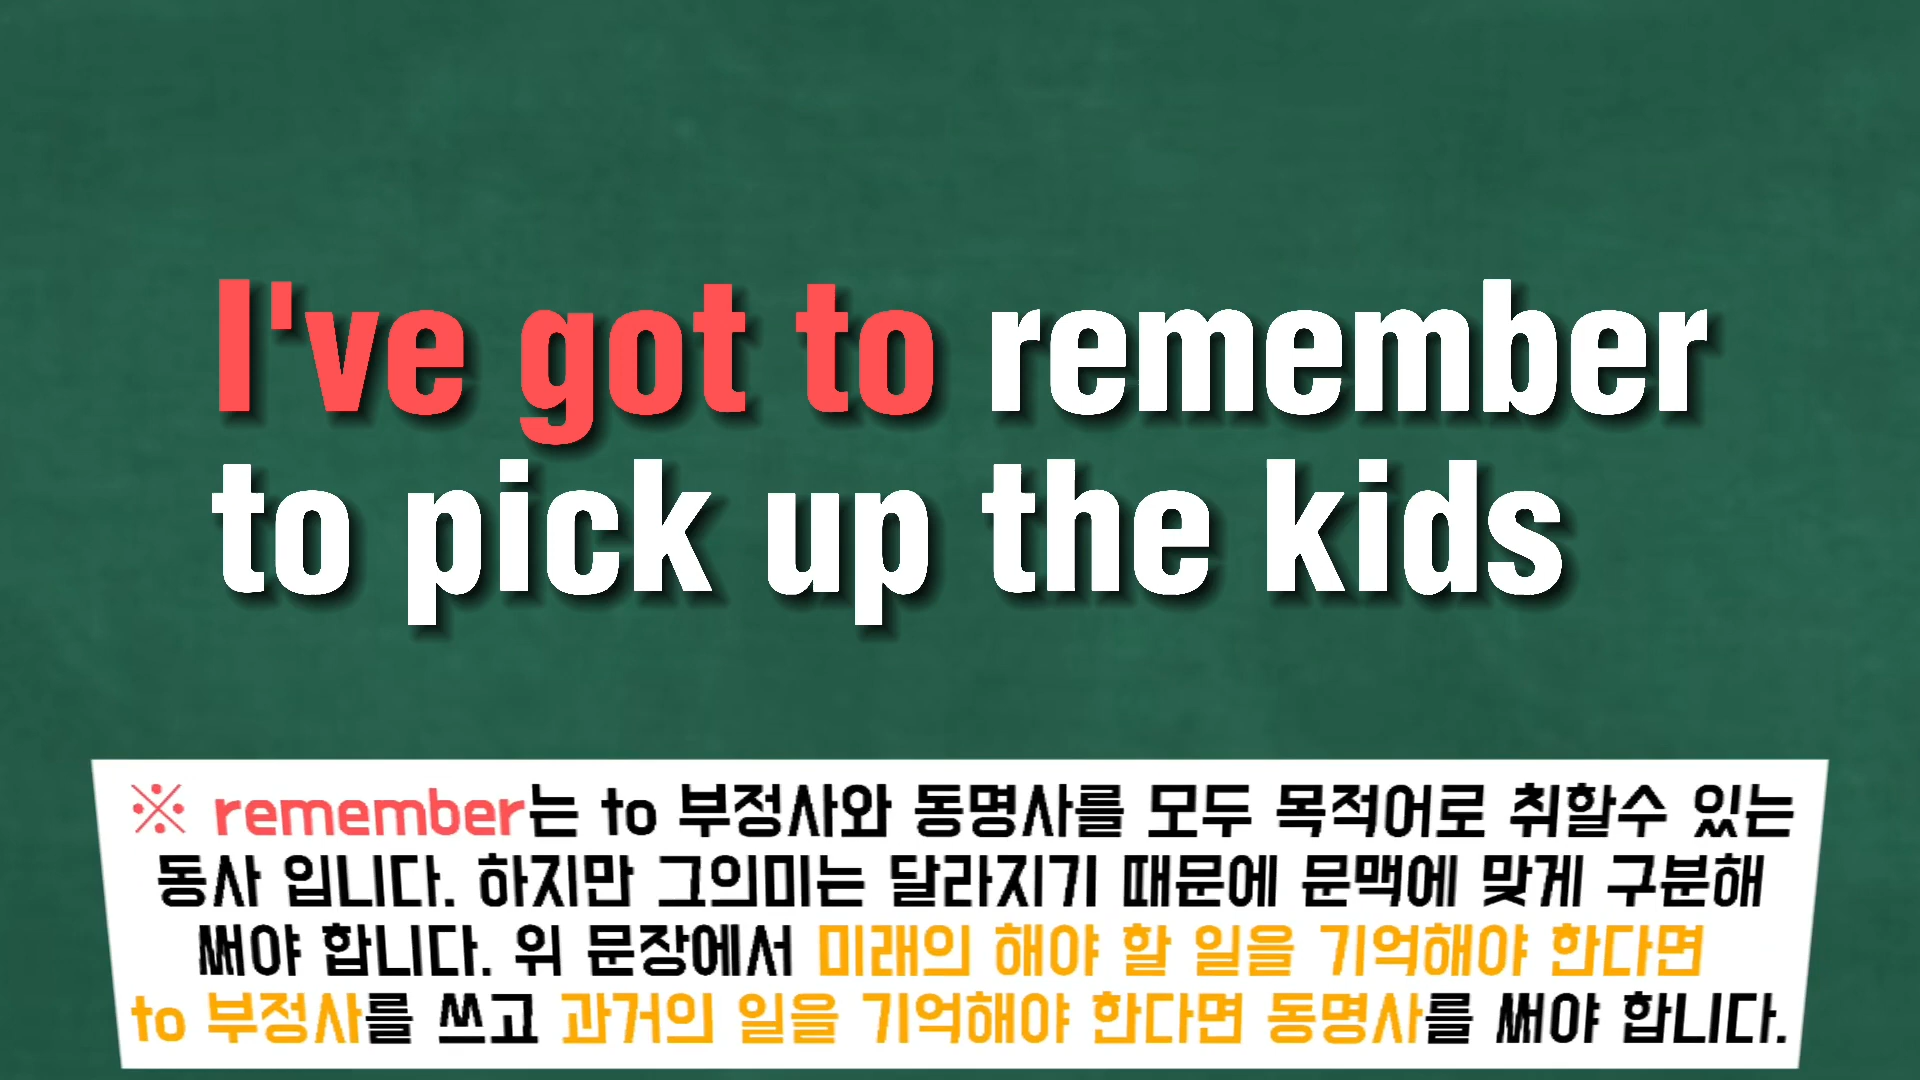 I've got to remember
to pick up the kids
※ remember는 to 부정사와 동명사를 모두 목적어로 취할수 있는
동사 입니다. 하지만 그의미는 달라지기 때문에 문맥에 맞게 구분해
써야 합니다. 위 문장에서 미래의 해야 할 일을 기억해야 한다면
to 부정사를 쓰고 과거의 일을 기억해야 한다면 동명사를 써야 합니다.